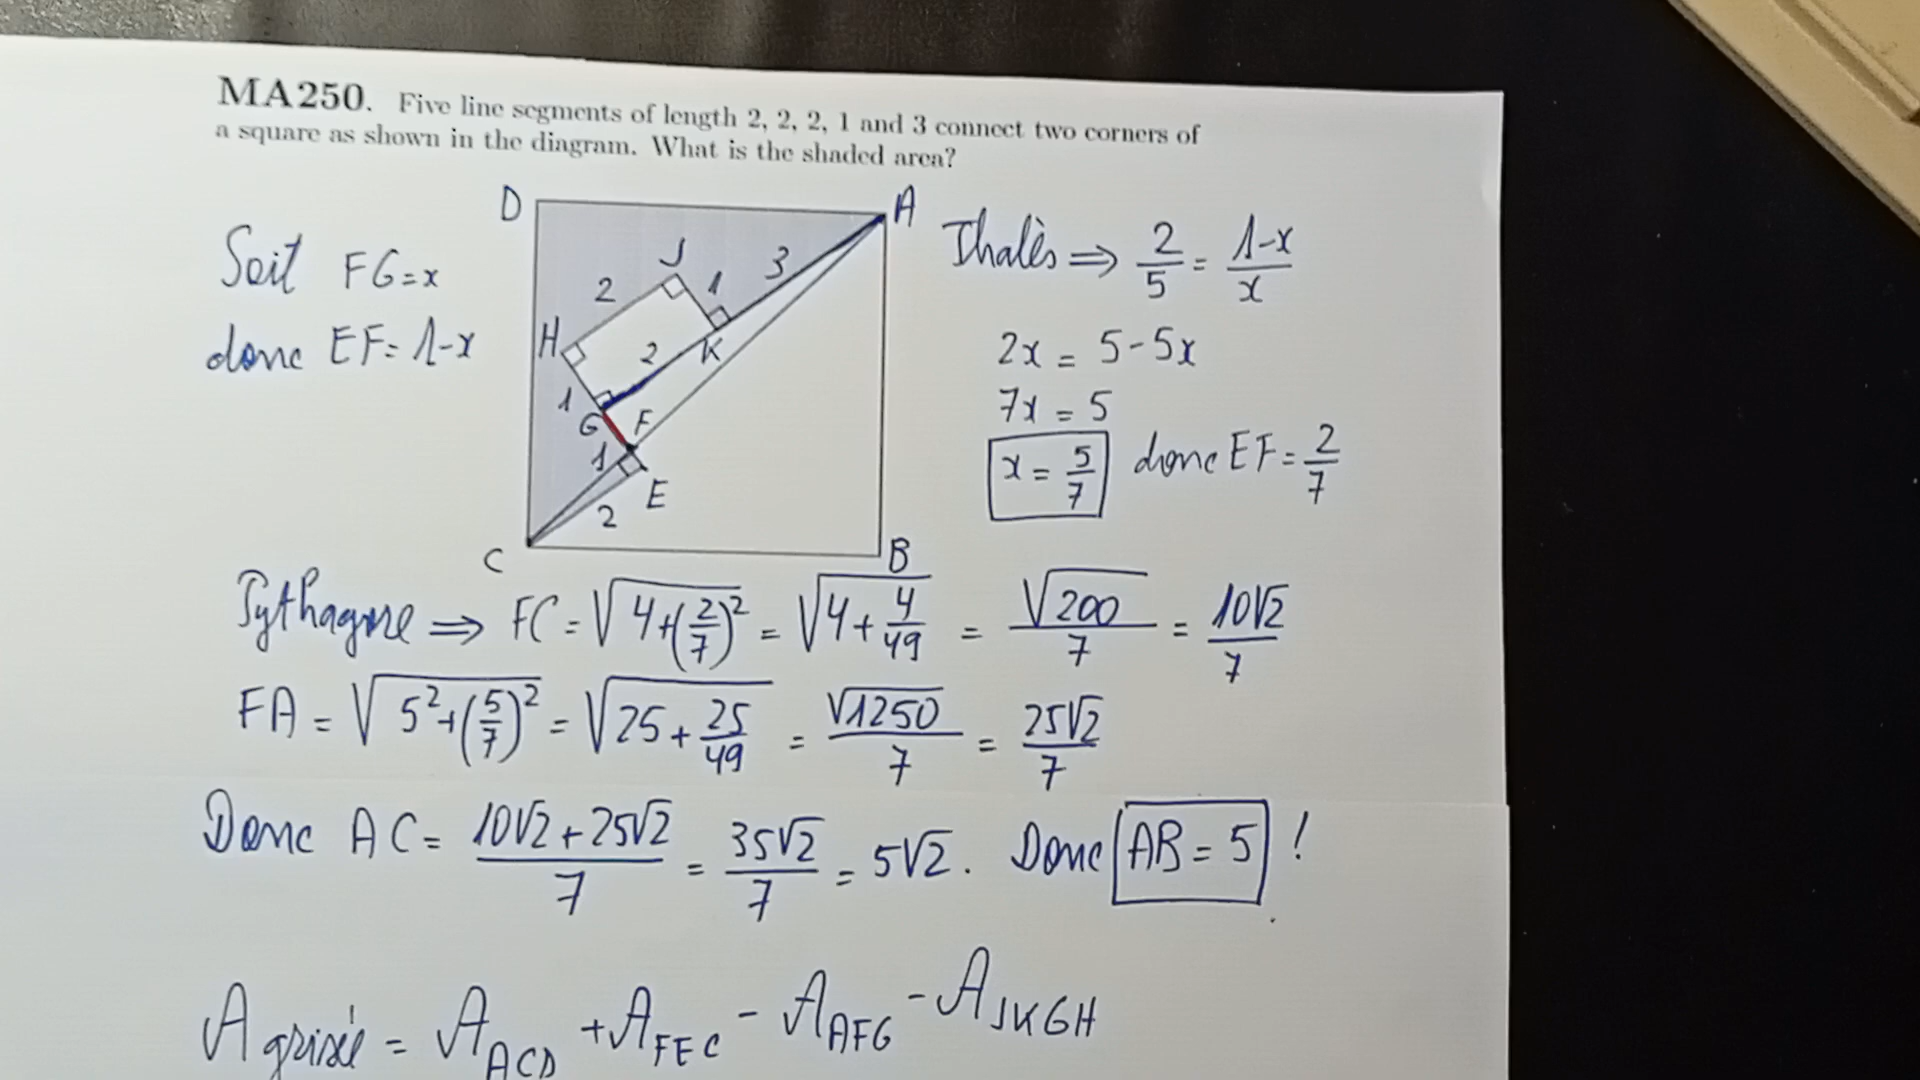 MA250. Five line segments of length 2, 2, 2, 1 and 3 connect two corners of
a square as shown in the diagram. What is the shaded area?
D
A
Soit FG=x
donc EF=1-x
J
2
1
3
H
2
K
1
G
F
1
E
2
C
B
Thalès ⇒ 2/5 = (1-x)/x
2x = 5-5x
7x = 5
x = 5/7 donc EF = 2/7
Pythagore ⇒ FC = √(4+(2/7)²) = √(4+4/49) = √200/7 = 10√2/7
FA = √(5²+(5/7)²) = √(25+25/49) = √1250/7 = 25√2/7
Donc AC = (10√2+25√2)/7 = 35√2/7 = 5√2. Donc AB = 5 !
A grisée = A ACD + A FEC - A AFG - A JKGH